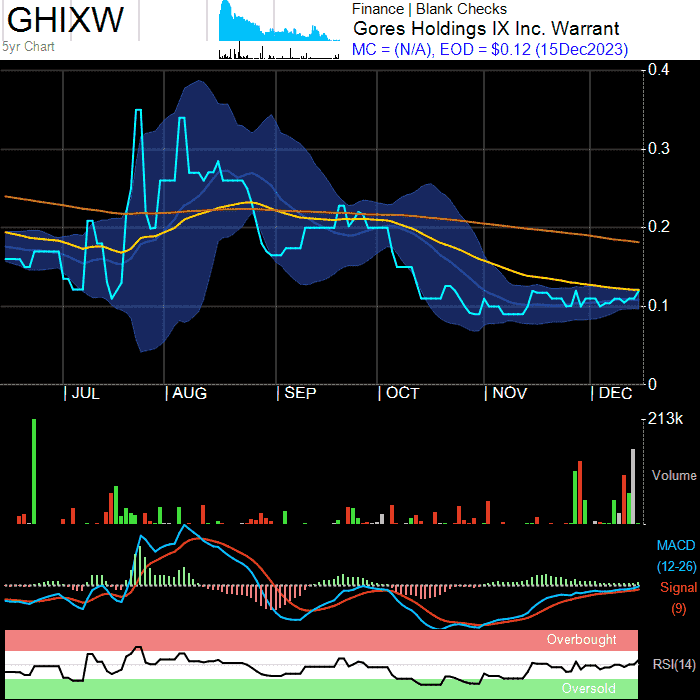 GHIXW
5yr Chart
Finance | Blank Checks
Gores Holdings IX Inc. Warrant
MC = (N/A), EOD = $0.12 (15Dec2023)
0.4
0.3
0.2
0.1
0
JUL AUG SEP OCT NOV DEC
213k
Volume
MACD
(12-26)
Signal
(9)
Overbought
RSI(14)
Oversold